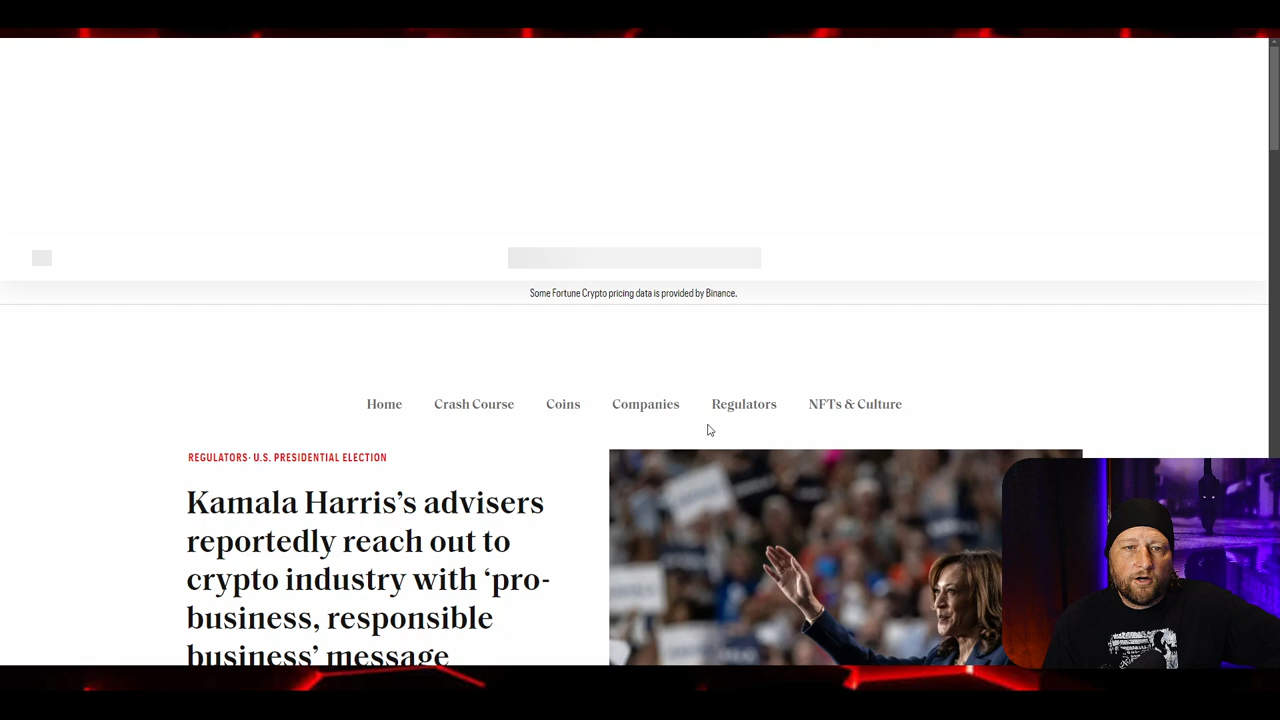 Some Fortune Crypto pricing data is provided by Binance.
Home Crash Course Coins Companies Regulators NFTs & Culture
REGULATORS· U.S. PRESIDENTIAL ELECTION
Kamala Harris’s advisers
reportedly reach out to
crypto industry with ‘pro-
business, responsible
business’ message